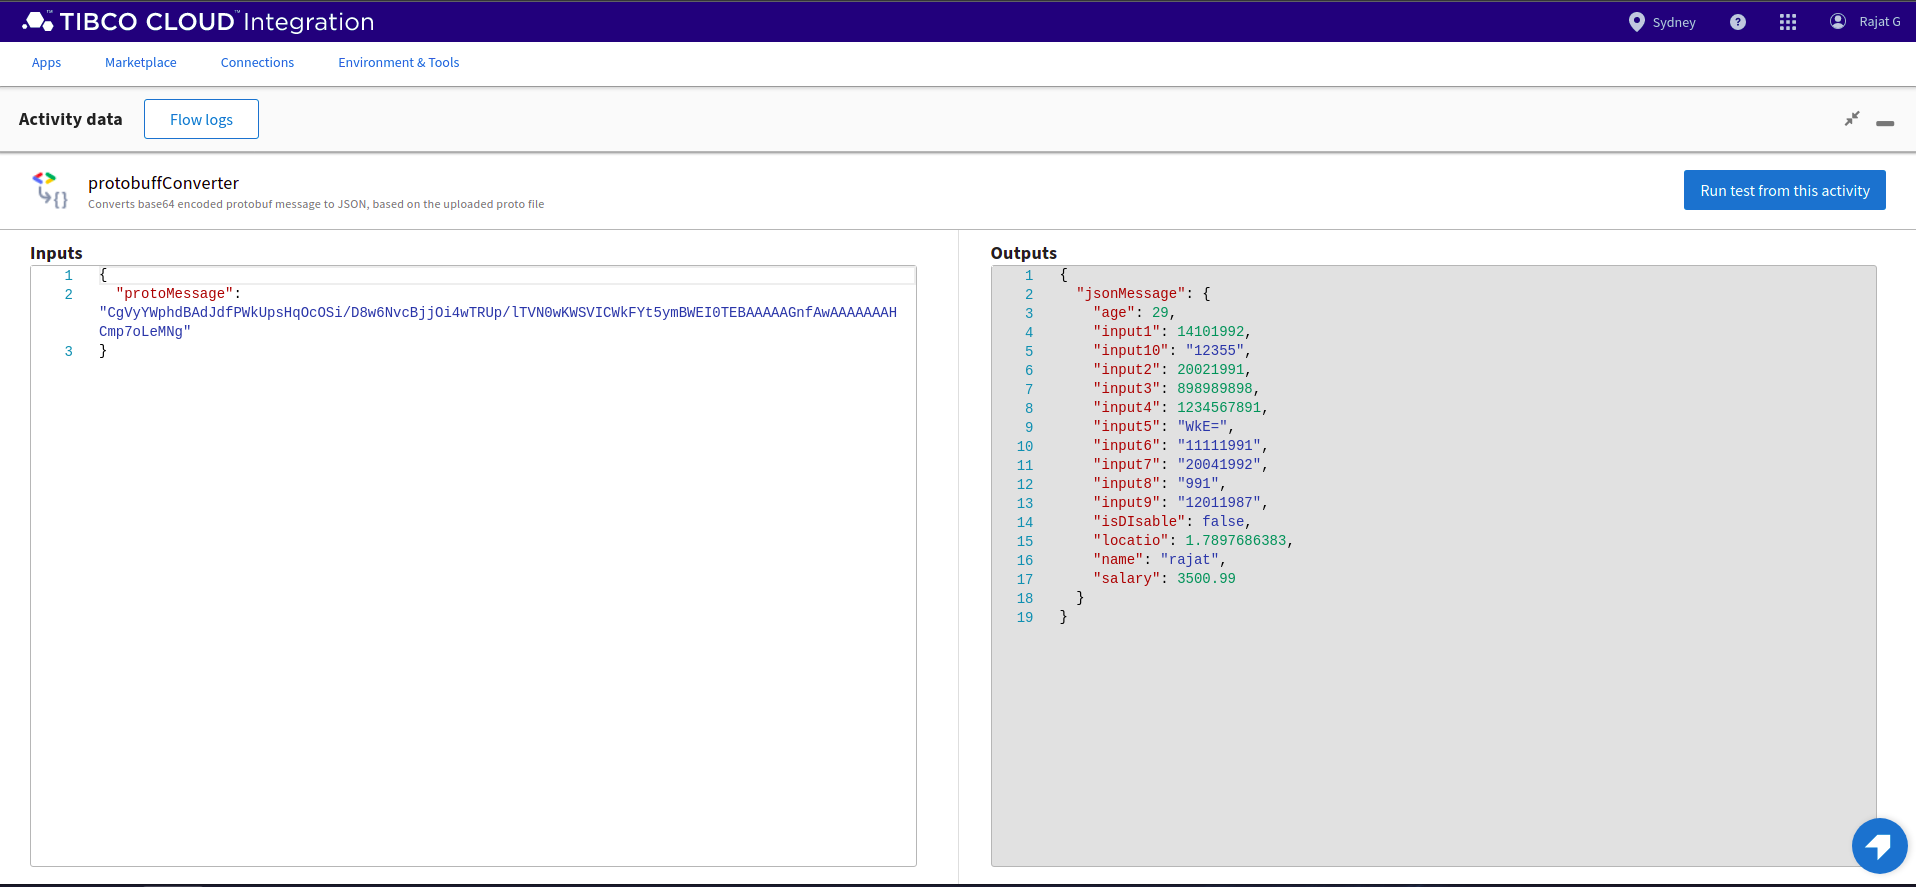 TIBCO CLOUD™ Integration
Sydney
?
Rajat G
Apps
Marketplace
Connections
Environment & Tools
Activity data
Flow logs
protobuffConverter
Converts base64 encoded protobuf message to JSON, based on the uploaded proto file
Run test from this activity
Inputs
1 {
2 "protoMessage":
"CgVyYWphdBAdJdfPWkUpsHqOcOSi/D8w6NvcBjjOi4wTRUp/lTVN0wKWSVICWkFYt5ymBWEI0TEBAAAAAGnfAwAAAAAAAH
Cmp7oLeMNg"
3 }
Outputs
1 {
2 "jsonMessage": {
3 "age": 29,
4 "input1": 14101992,
5 "input10": "12355",
6 "input2": 20021991,
7 "input3": 898989898,
8 "input4": 1234567891,
9 "input5": "WkE=",
10 "input6": "11111991",
11 "input7": "20041992",
12 "input8": "991",
13 "input9": "12011987",
14 "isDIsable": false,
15 "locatio": 1.7897686383,
16 "name": "rajat",
17 "salary": 3500.99
18 }
19 }